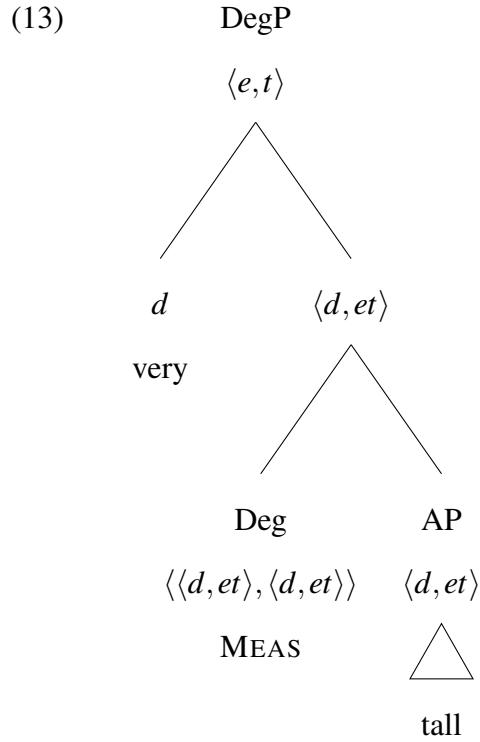 (13) DegP
⟨e,t⟩
d ⟨d,et⟩
very
Deg AP
⟨⟨d,et⟩,⟨d,et⟩⟩ ⟨d,et⟩
MEAS
tall